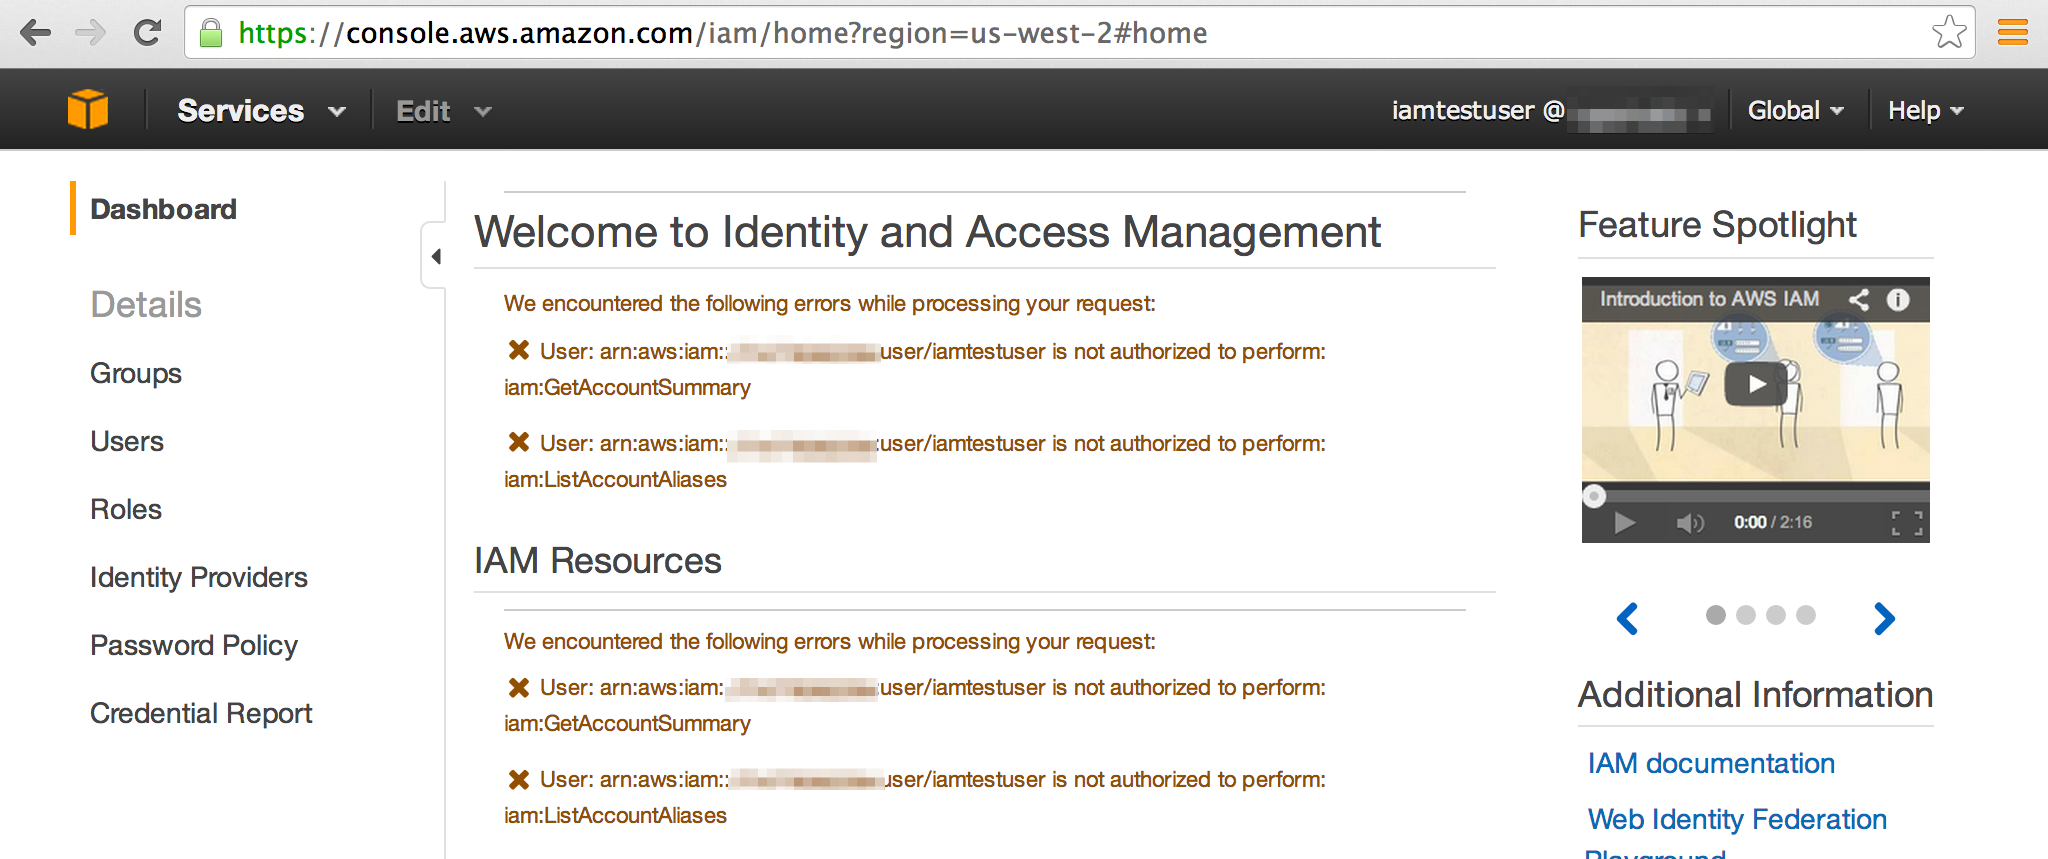 https://console.aws.amazon.com/iam/home?region=us-west-2#home
Services Edit iamtestuser @ Global Help
Dashboard
Details
Groups
Users
Roles
Identity Providers
Password Policy
Credential Report
Welcome to Identity and Access Management
We encountered the following errors while processing your request:
User: arn:aws:iam:: user/iamtestuser is not authorized to perform:
iam:GetAccountSummary
User: arn:aws:iam:: :user/iamtestuser is not authorized to perform:
iam:ListAccountAliases
IAM Resources
We encountered the following errors while processing your request:
User: arn:aws:iam: :user/iamtestuser is not authorized to perform:
iam:GetAccountSummary
User: arn:aws:iam:: user/iamtestuser is not authorized to perform:
iam:ListAccountAliases
Feature Spotlight
Introduction to AWS IAM
0:00 / 2:16
Additional Information
IAM documentation
Web Identity Federation
Playground